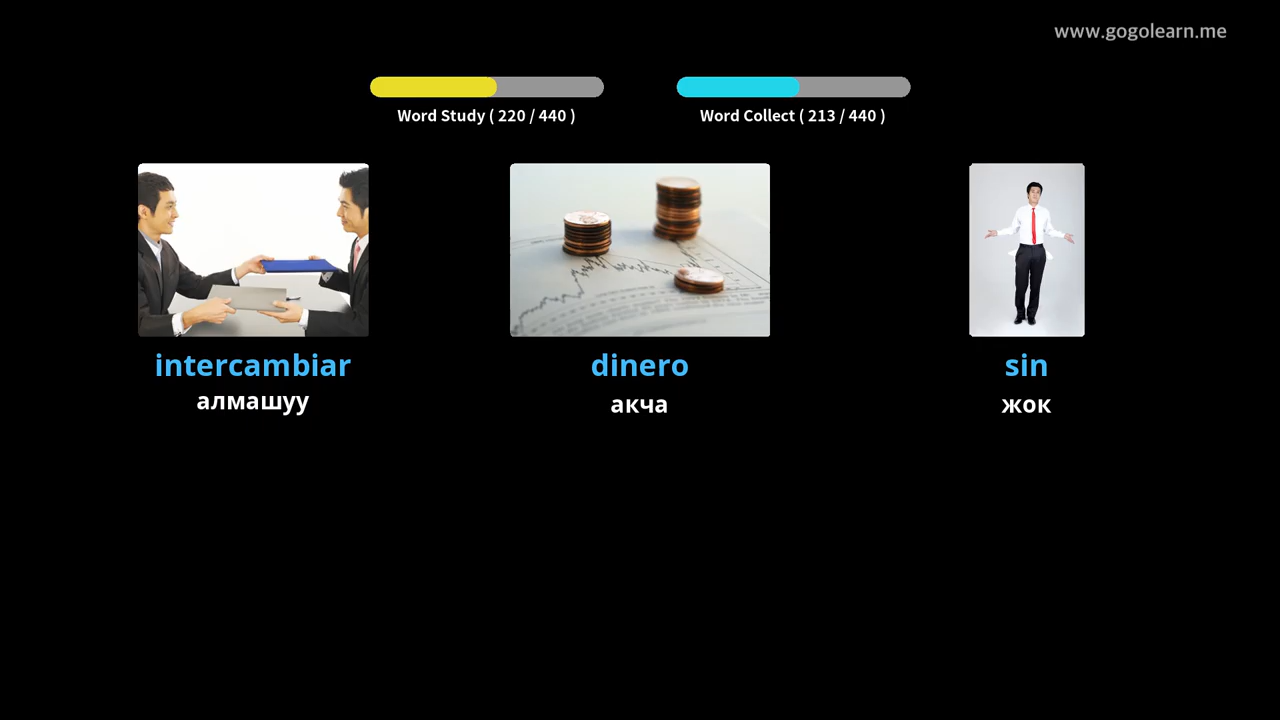 www.gogolearn.me
Word Study ( 220 / 440 )
Word Collect ( 213 / 440 )
intercambiar
dinero
sin
алмашуу
акча
жок